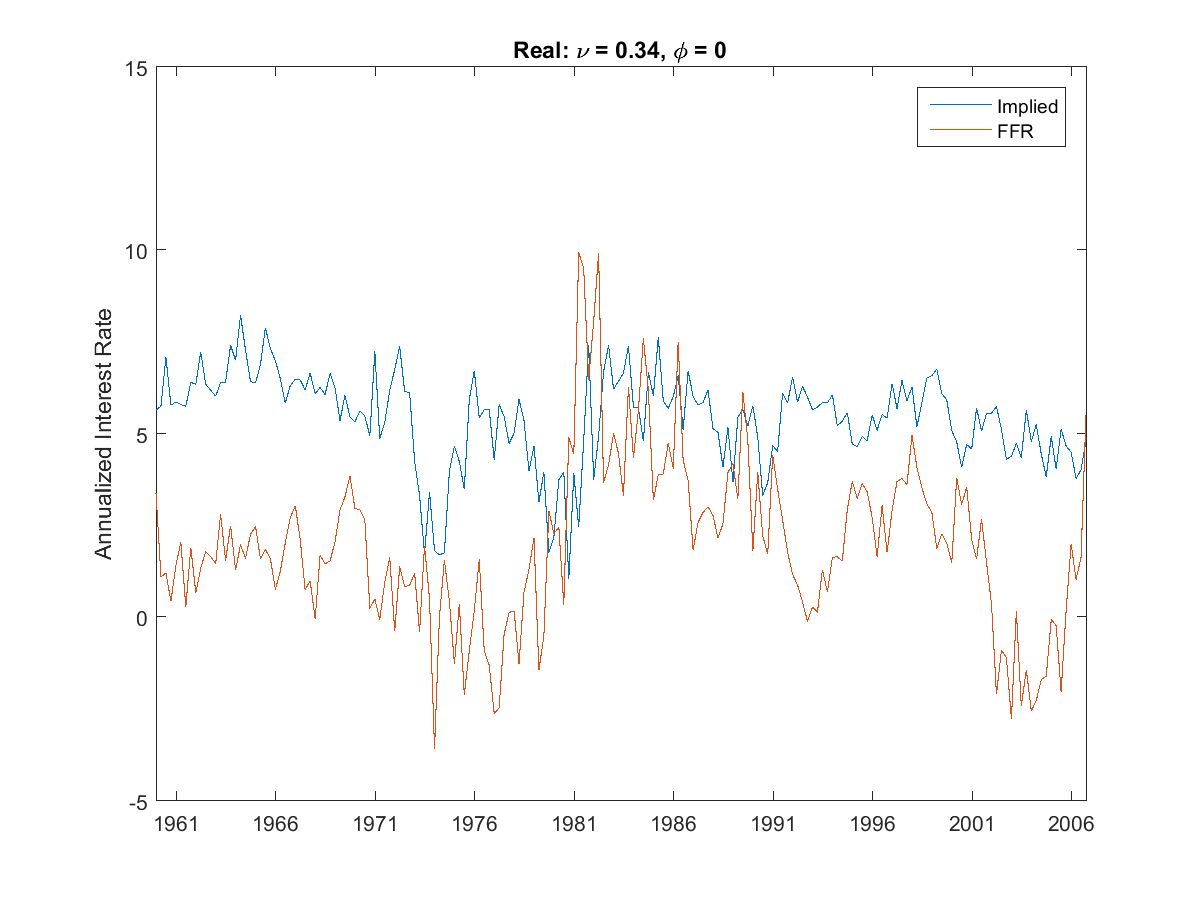 Real: ν = 0.34, ϕ = 0
Implied
FFR
Annualized Interest Rate
15
10
5
0
-5
1961 1966 1971 1976 1981 1986 1991 1996 2001 2006